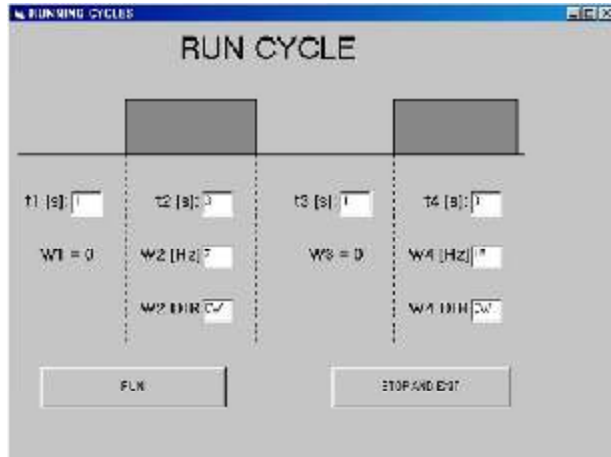 RUNNING CYCLES
RUN CYCLE
t1 [s]: t2 [s]: t3 [s]: t4 [s]:
W1 = 0 W2 [Hz] W3 = 0 W4 [Hz]
W2 DIR CW W4 DIR CW
RUN STOP AND EXIT